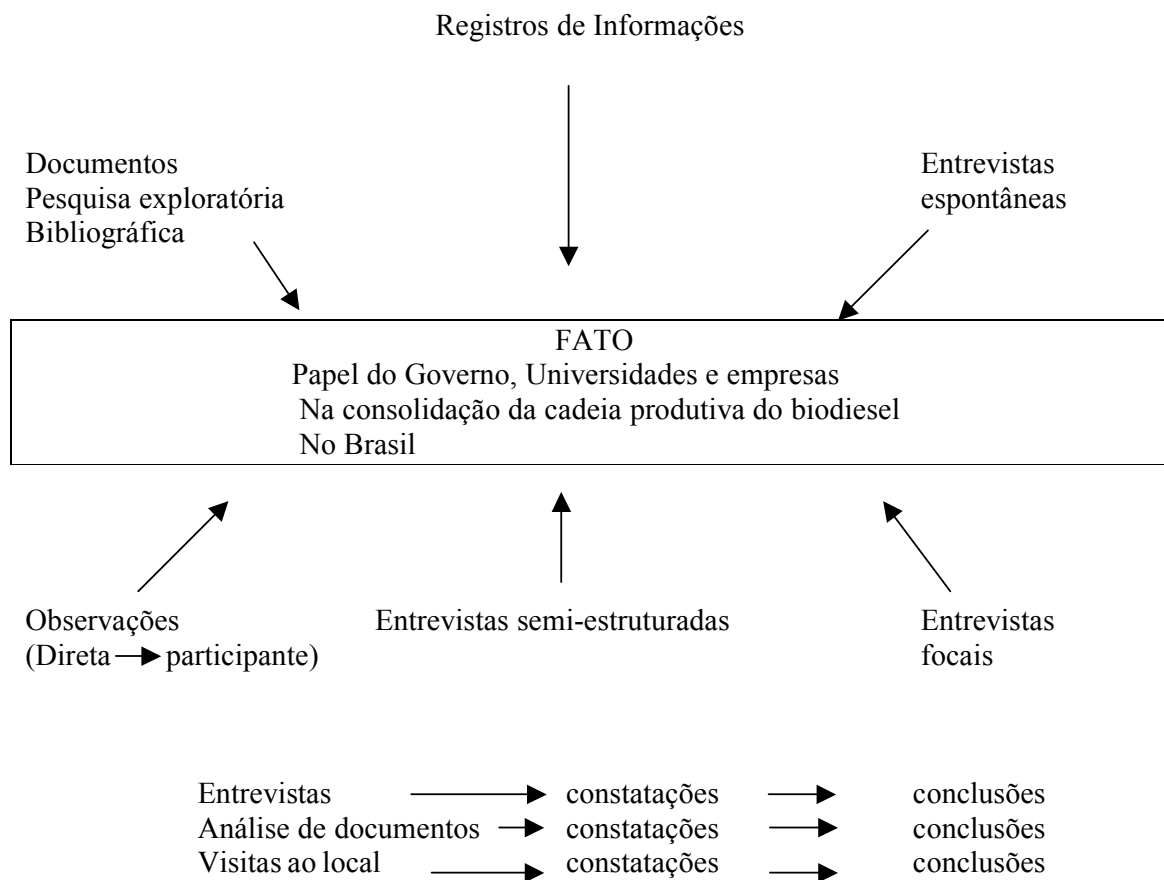 Registros de Informações
Documentos
Pesquisa exploratória
Bibliográfica
Entrevistas
espontâneas
FATO
Papel do Governo, Universidades e empresas
Na consolidação da cadeia produtiva do biodiesel
No Brasil
Observações
(Direta → participante)
Entrevistas semi-estruturadas
Entrevistas
focais
Entrevistas → constatações → conclusões
Análise de documentos → constatações → conclusões
Visitas ao local → constatações → conclusões